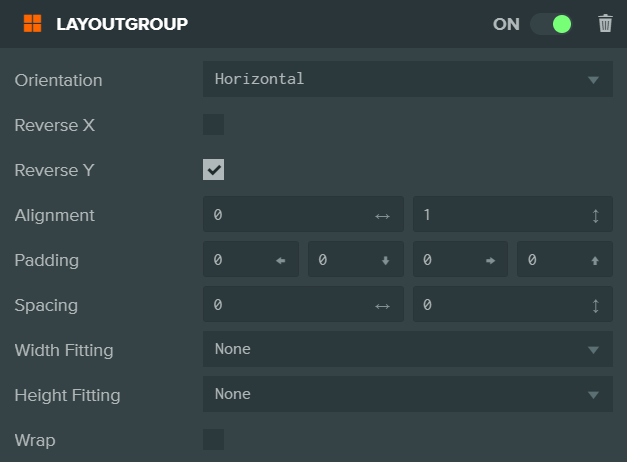 LAYOUTGROUP ON
Orientation Horizontal
Reverse X
Reverse Y
Alignment 0 1
Padding 0 0 0 0
Spacing 0 0
Width Fitting None
Height Fitting None
Wrap